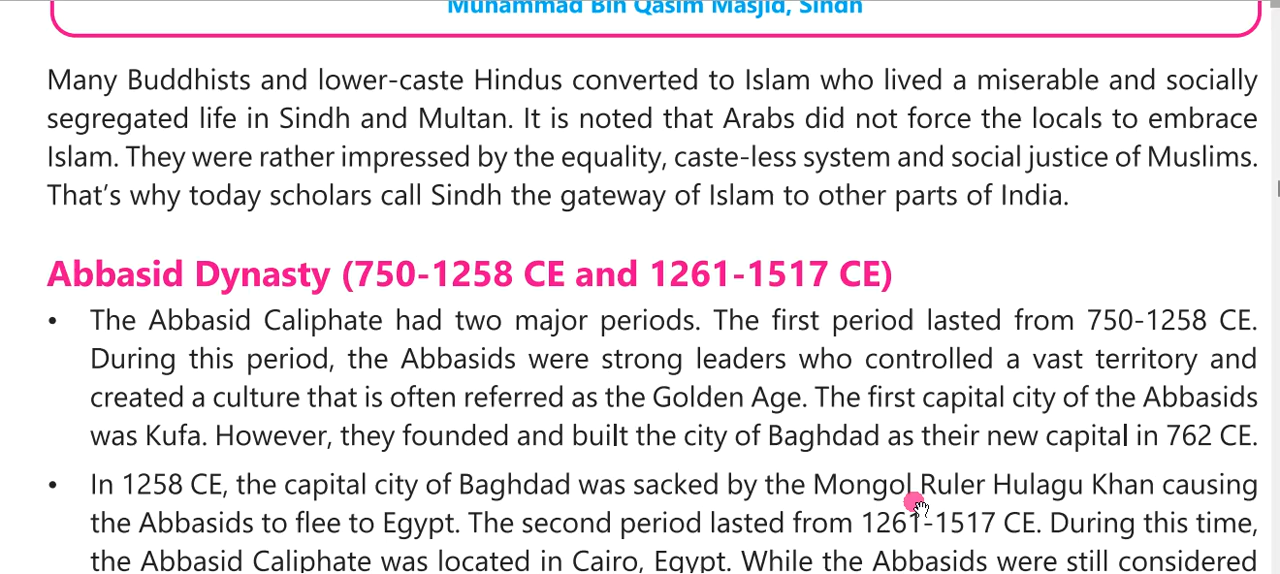 Muhammad Bin Qasim Masjid, Sindh
Many Buddhists and lower-caste Hindus converted to Islam who lived a miserable and socially
segregated life in Sindh and Multan. It is noted that Arabs did not force the locals to embrace
Islam. They were rather impressed by the equality, caste-less system and social justice of Muslims.
That’s why today scholars call Sindh the gateway of Islam to other parts of India.
Abbasid Dynasty (750-1258 CE and 1261-1517 CE)
• The Abbasid Caliphate had two major periods. The first period lasted from 750-1258 CE.
During this period, the Abbasids were strong leaders who controlled a vast territory and
created a culture that is often referred as the Golden Age. The first capital city of the Abbasids
was Kufa. However, they founded and built the city of Baghdad as their new capital in 762 CE.
• In 1258 CE, the capital city of Baghdad was sacked by the Mongol Ruler Hulagu Khan causing
the Abbasids to flee to Egypt. The second period lasted from 1261-1517 CE. During this time,
the Abbasid Caliphate was located in Cairo, Egypt. While the Abbasids were still considered